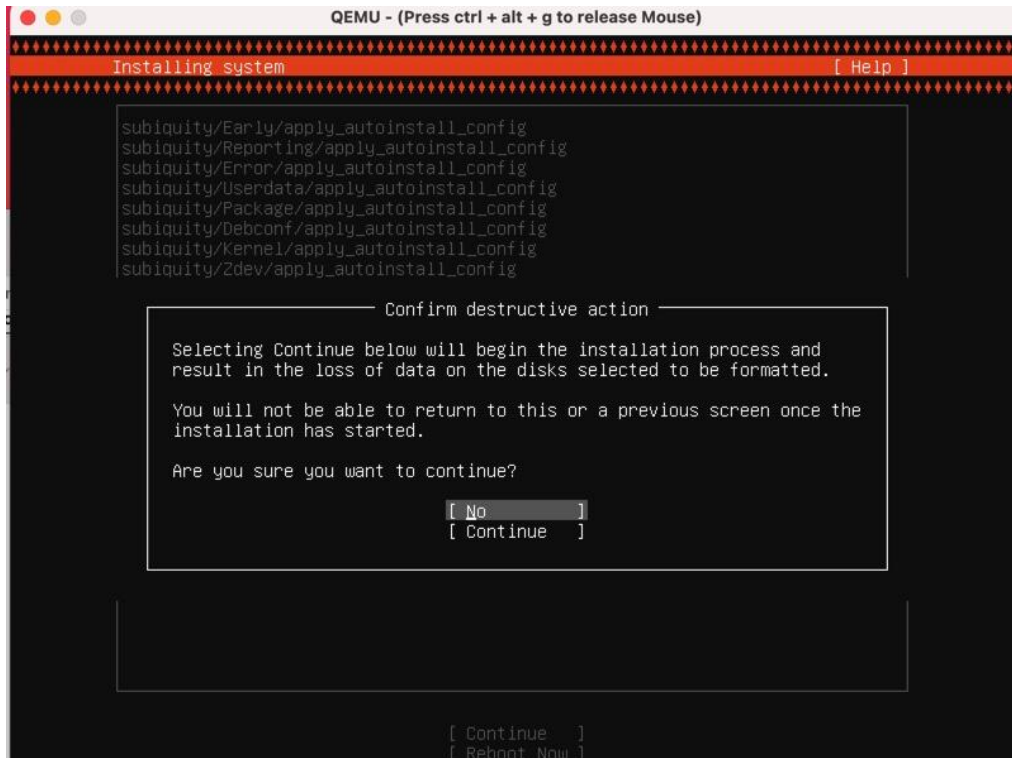 QEMU - (Press ctrl + alt + g to release Mouse)
Installing system [ Help ]
subiquity/Early/apply_autoinstall_config
subiquity/Reporting/apply_autoinstall_config
subiquity/Error/apply_autoinstall_config
subiquity/Userdata/apply_autoinstall_config
subiquity/Package/apply_autoinstall_config
subiquity/Debconf/apply_autoinstall_config
subiquity/Kernel/apply_autoinstall_config
subiquity/Zdev/apply_autoinstall_config
Confirm destructive action
Selecting Continue below will begin the installation process and
result in the loss of data on the disks selected to be formatted.
You will not be able to return to this or a previous screen once the
installation has started.
Are you sure you want to continue?
[ No ]
[ Continue ]
[ Continue ]
[ Reboot Now ]